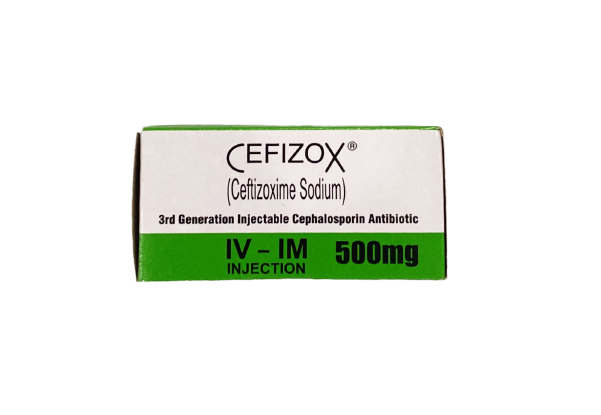 CEFIZOX®
(Ceftizoxime Sodium)
3rd Generation Injectable Cephalosporin Antibiotic
IV – IM 500mg
INJECTION